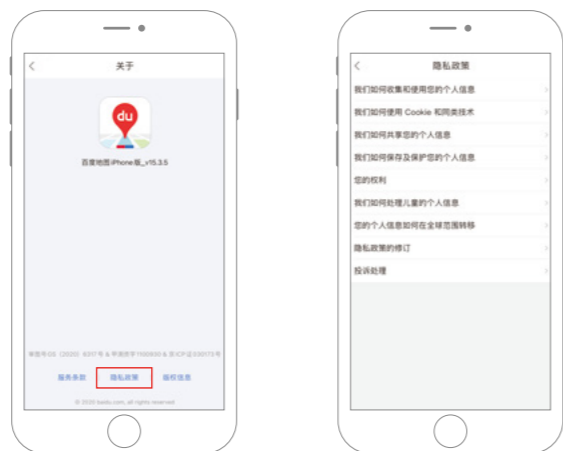 关于
du
百度地图 iPhone 版_v15.3.5
服务条款 隐私政策 版权信息
© 2020 baidu.com, all rights reserved
隐私政策
我们如何收集和使用您的个人信息
我们如何使用 Cookie 和同类技术
我们如何共享您的个人信息
我们如何保存及保护您的个人信息
您的权利
我们如何处理儿童的个人信息
您的个人信息如何在全球范围转移
隐私政策的修订
投诉处理